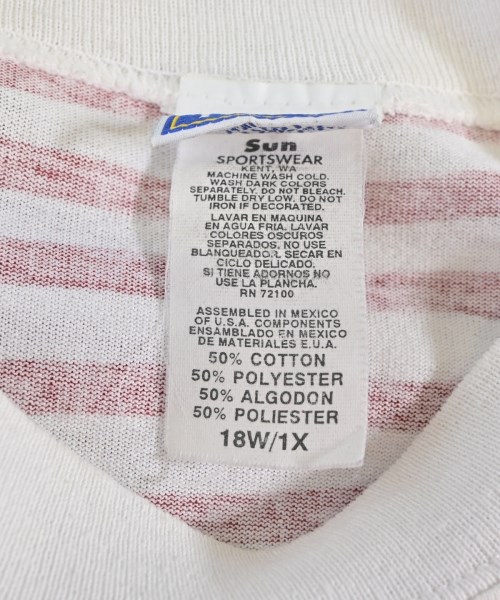 Sun
SPORTSWEAR
KENT, WA
MACHINE WASH COLD.
WASH DARK COLORS
SEPARATELY. DO NOT BLEACH.
TUMBLE DRY LOW. DO NOT
IRON IF DECORATED.
LAVAR EN MAQUINA
EN AGUA FRIA. LAVAR
COLORES OSCUROS
SEPARADOS. NO USE
BLANQUEADOR. SECAR EN
CICLO DELICADO.
SI TIENE ADORNOS NO
USE LA PLANCHA.
RN 72100
ASSEMBLED IN MEXICO
OF U.S.A. COMPONENTS
ENSAMBLADO EN MEXICO
DE MATERIALES E.U.A.
50% COTTON
50% POLYESTER
50% ALGODON
50% POLIESTER
18W/1X